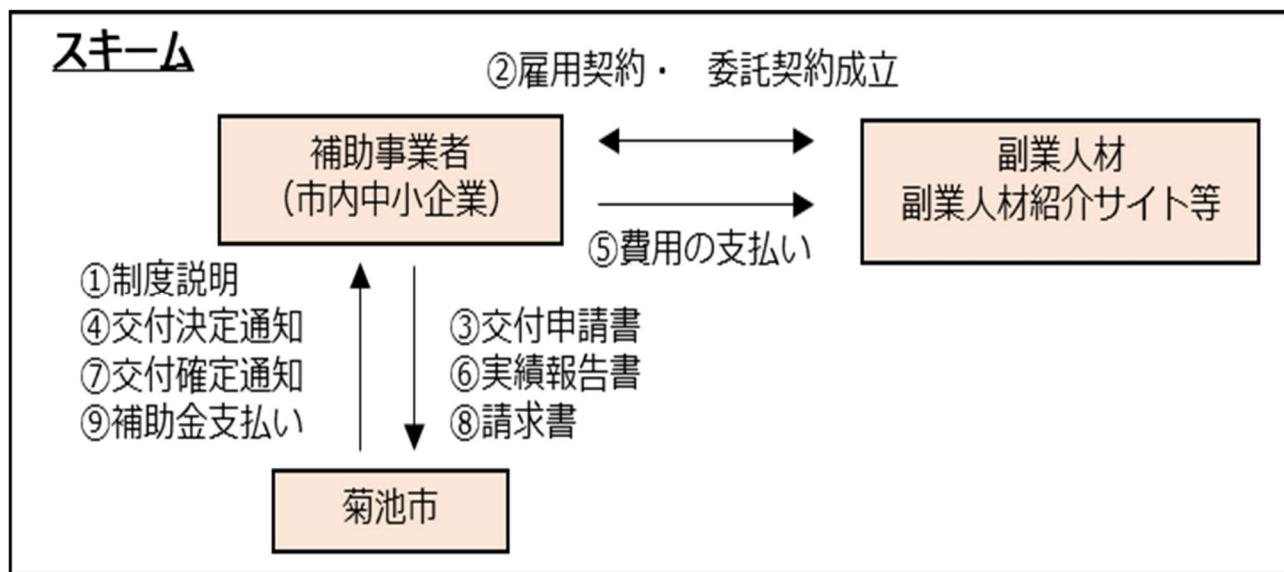 スキーム
②雇用契約・ 委託契約成立
補助事業者
（市内中小企業）
副業人材
副業人材紹介サイト等
⑤費用の支払い
①制度説明
④交付決定通知
⑦交付確定通知
⑨補助金支払い
③交付申請書
⑥実績報告書
⑧請求書
菊池市